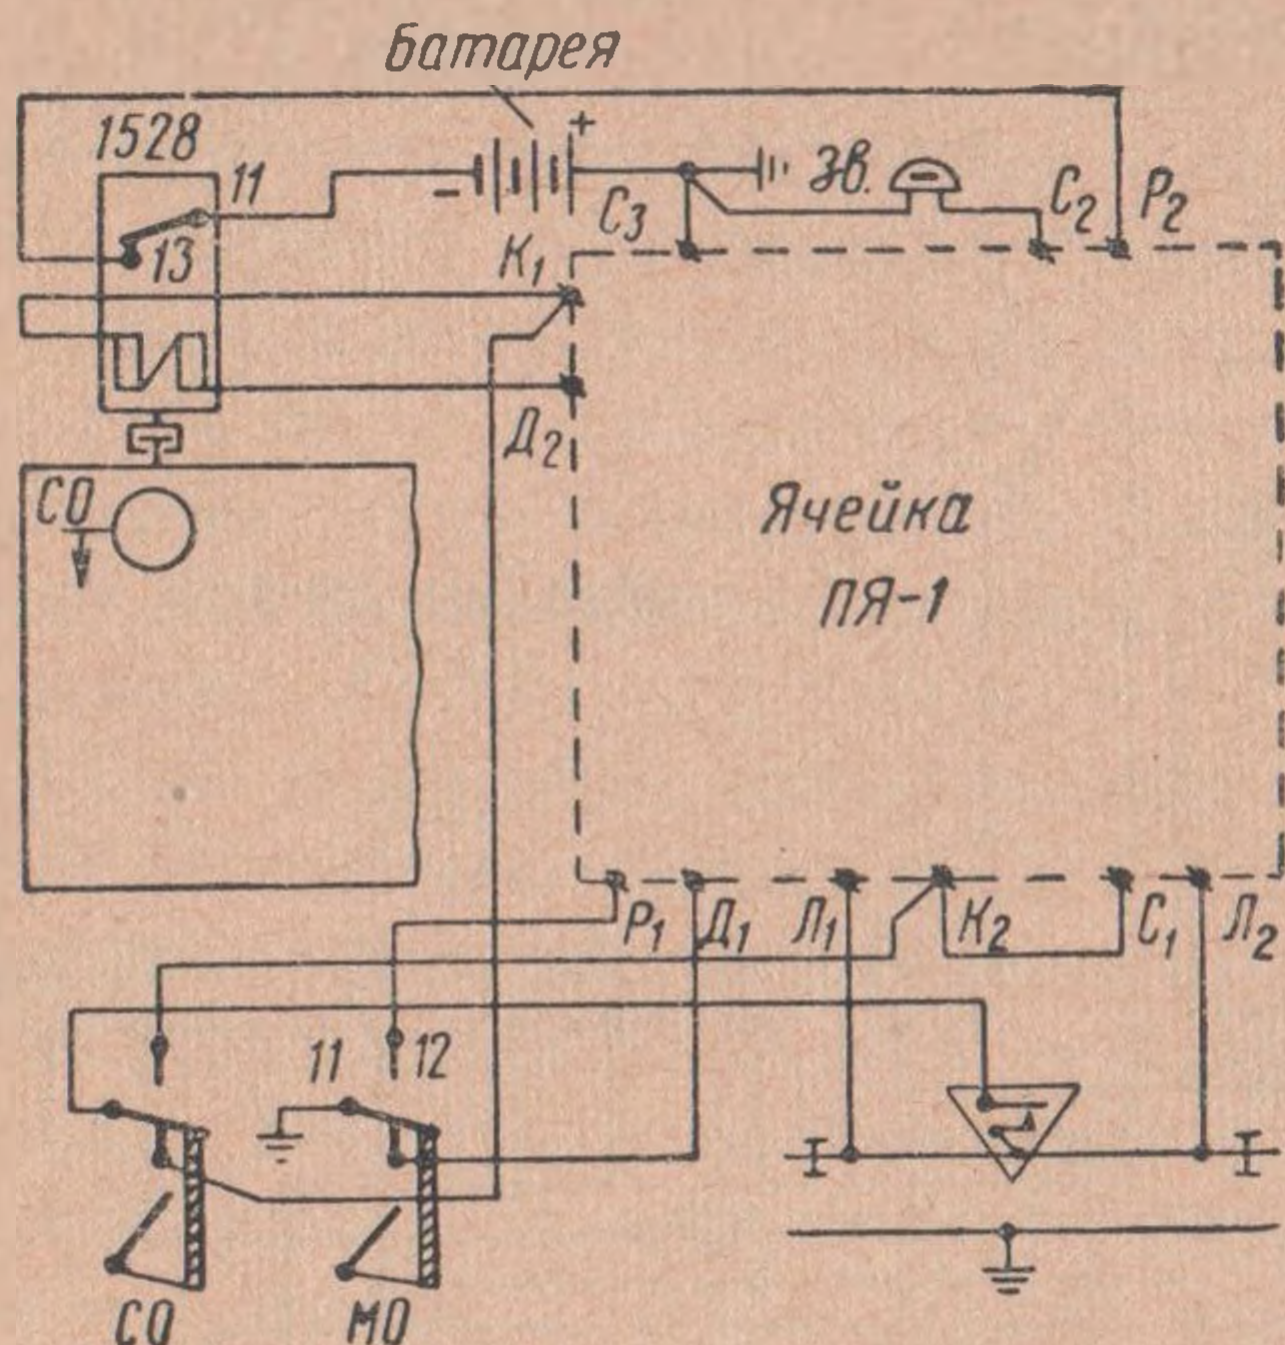 батарея
1528
11
+
-
13
С₃
Зв.
С₂
Р₂
К₁
Д₂
СО
Ячейка
ПЯ-1
Р₁
Д₁
Л₁
К₂
С₁
Л₂
11
12
СО
МО